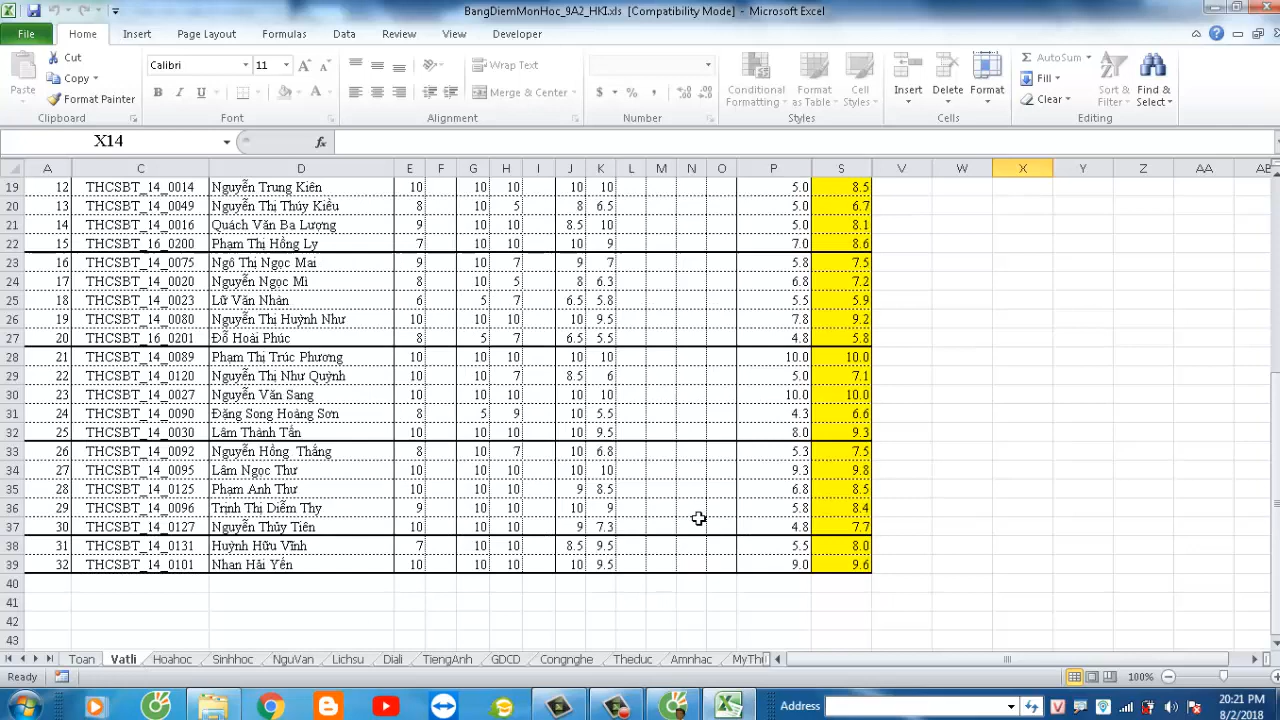 BangDiemMonHoc_9A2_HKI.xls [Compatibility Mode] - Microsoft Excel
File Home Insert Page Layout Formulas Data Review View Developer
Cut
Copy
Format Painter
Paste
Clipboard
Calibri 11
B I U
Font
Wrap Text
Merge & Center
Alignment
$ % ,
Number
Conditional Formatting
Format as Table
Cell Styles
Styles
Insert Delete Format
Cells
AutoSum
Fill
Clear
Sort & Filter
Find & Select
Editing
X14 fx
A C D E F G H I J K L M N O P S V W X Y Z AA AB
19 12 THCSBT_14_0014 Nguyễn Trung Kiên 10 10 10 10 10 5.0 8.5
20 13 THCSBT_14_0049 Nguyễn Thị Thúy Kiều 8 10 5 8 6.5 5.0 6.7
21 14 THCSBT_14_0016 Quách Văn Ba Lượng 9 10 10 8.5 10 5.0 8.1
22 15 THCSBT_16_0200 Phạm Thị Hồng Ly 7 10 10 10 9 7.0 8.6
23 16 THCSBT_14_0075 Ngô Thị Ngọc Mai 9 10 7 9 7 5.8 7.5
24 17 THCSBT_14_0020 Nguyễn Ngọc Mi 8 10 5 8 6.3 6.8 7.2
25 18 THCSBT_14_0023 Lữ Văn Nhàn 6 5 7 6.5 5.8 5.5 5.9
26 19 THCSBT_14_0080 Nguyễn Thị Huỳnh Như 10 10 10 10 9.5 7.8 9.2
27 20 THCSBT_16_0201 Đỗ Hoài Phúc 8 5 7 6.5 5.5 4.8 5.8
28 21 THCSBT_14_0089 Phạm Thị Trúc Phương 10 10 10 10 10 10.0 10.0
29 22 THCSBT_14_0120 Nguyễn Thị Như Quỳnh 10 10 7 8.5 6 5.0 7.1
30 23 THCSBT_14_0027 Nguyễn Văn Sang 10 10 10 10 10 10.0 10.0
31 24 THCSBT_14_0090 Đặng Song Hoàng Sơn 8 5 9 10 5.5 4.3 6.6
32 25 THCSBT_14_0030 Lâm Thành Tấn 10 10 10 10 9.5 8.0 9.3
33 26 THCSBT_14_0092 Nguyễn Hồng Thắng 8 10 7 10 6.8 5.3 7.5
34 27 THCSBT_14_0095 Lâm Ngọc Thư 10 10 10 10 10 9.3 9.8
35 28 THCSBT_14_0125 Phạm Anh Thư 10 10 10 9 8.5 6.8 8.5
36 29 THCSBT_14_0096 Trịnh Thị Diễm Thy 9 10 10 10 9 5.8 8.4
37 30 THCSBT_14_0127 Nguyễn Thủy Tiên 10 10 10 9 7.3 4.8 7.7
38 31 THCSBT_14_0131 Huỳnh Hữu Vĩnh 7 10 10 8.5 9.5 5.5 8.0
39 32 THCSBT_14_0101 Nhan Hải Yến 10 10 10 10 9.5 9.0 9.6
40
41
42
43
Toan Vatli Hoahoc Sinhhoc NguVan Lichsu Diali TiengAnh GDCD Congnghe Theduc Amnhac MyTh
Ready 100%
Address
20:21 PM
8/2/2018